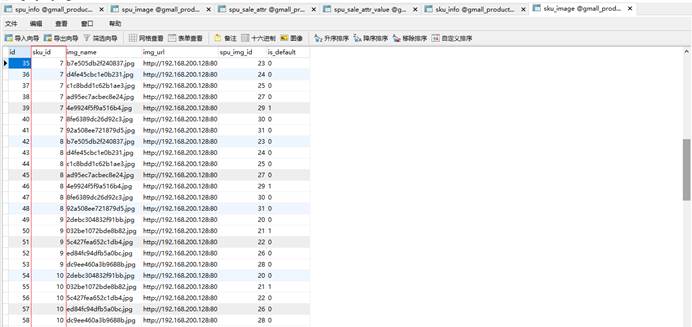 spu_info @gmall_product... spu_image @gmall_produc... spu_sale_attr @gmall_pr... spu_sale_attr_value @gm... sku_info @gmall_product... sku_image @gmall_prod...
文件 编辑 查看 窗口 帮助
导入向导 导出向导 筛选向导 网格查看 表单查看 备注 十六进制 图像 升序排序 降序排序 移除排序 自定义排序
id sku_id img_name img_url spu_img_id is_default
35 7 b7e505db2f240837.jpg http://192.168.200.128:80 23 0
36 7 d4fe45cbc1e0b231.jpg http://192.168.200.128:80 24 0
37 7 c1c8bdd1c62b1ae3.jpg http://192.168.200.128:80 25 0
38 7 ad95ec7acbec8e24.jpg http://192.168.200.128:80 27 0
39 7 4e9924f5f9a516b4.jpg http://192.168.200.128:80 29 1
40 7 8fe6389dc26d92c3.jpg http://192.168.200.128:80 30 0
41 7 92a508ee721879d5.jpg http://192.168.200.128:80 31 0
42 8 b7e505db2f240837.jpg http://192.168.200.128:80 23 0
43 8 d4fe45cbc1e0b231.jpg http://192.168.200.128:80 24 0
44 8 c1c8bdd1c62b1ae3.jpg http://192.168.200.128:80 25 0
45 8 ad95ec7acbec8e24.jpg http://192.168.200.128:80 27 0
46 8 4e9924f5f9a516b4.jpg http://192.168.200.128:80 29 1
47 8 8fe6389dc26d92c3.jpg http://192.168.200.128:80 30 0
48 8 92a508ee721879d5.jpg http://192.168.200.128:80 31 0
49 9 2debc304832f91bb.jpg http://192.168.200.128:80 20 0
50 9 032be1072bde8b82.jpg http://192.168.200.128:80 21 1
51 9 5c427fea652c1db4.jpg http://192.168.200.128:80 22 0
52 9 ed84fc94dfb5a0bc.jpg http://192.168.200.128:80 26 0
53 9 dc9ee460a3b9688b.jpg http://192.168.200.128:80 28 0
54 10 2debc304832f91bb.jpg http://192.168.200.128:80 20 0
55 10 032be1072bde8b82.jpg http://192.168.200.128:80 21 1
56 10 5c427fea652c1db4.jpg http://192.168.200.128:80 22 0
57 10 ed84fc94dfb5a0bc.jpg http://192.168.200.128:80 26 0
58 10 dc9ee460a3b9688b.jpg http://192.168.200.128:80 28 0